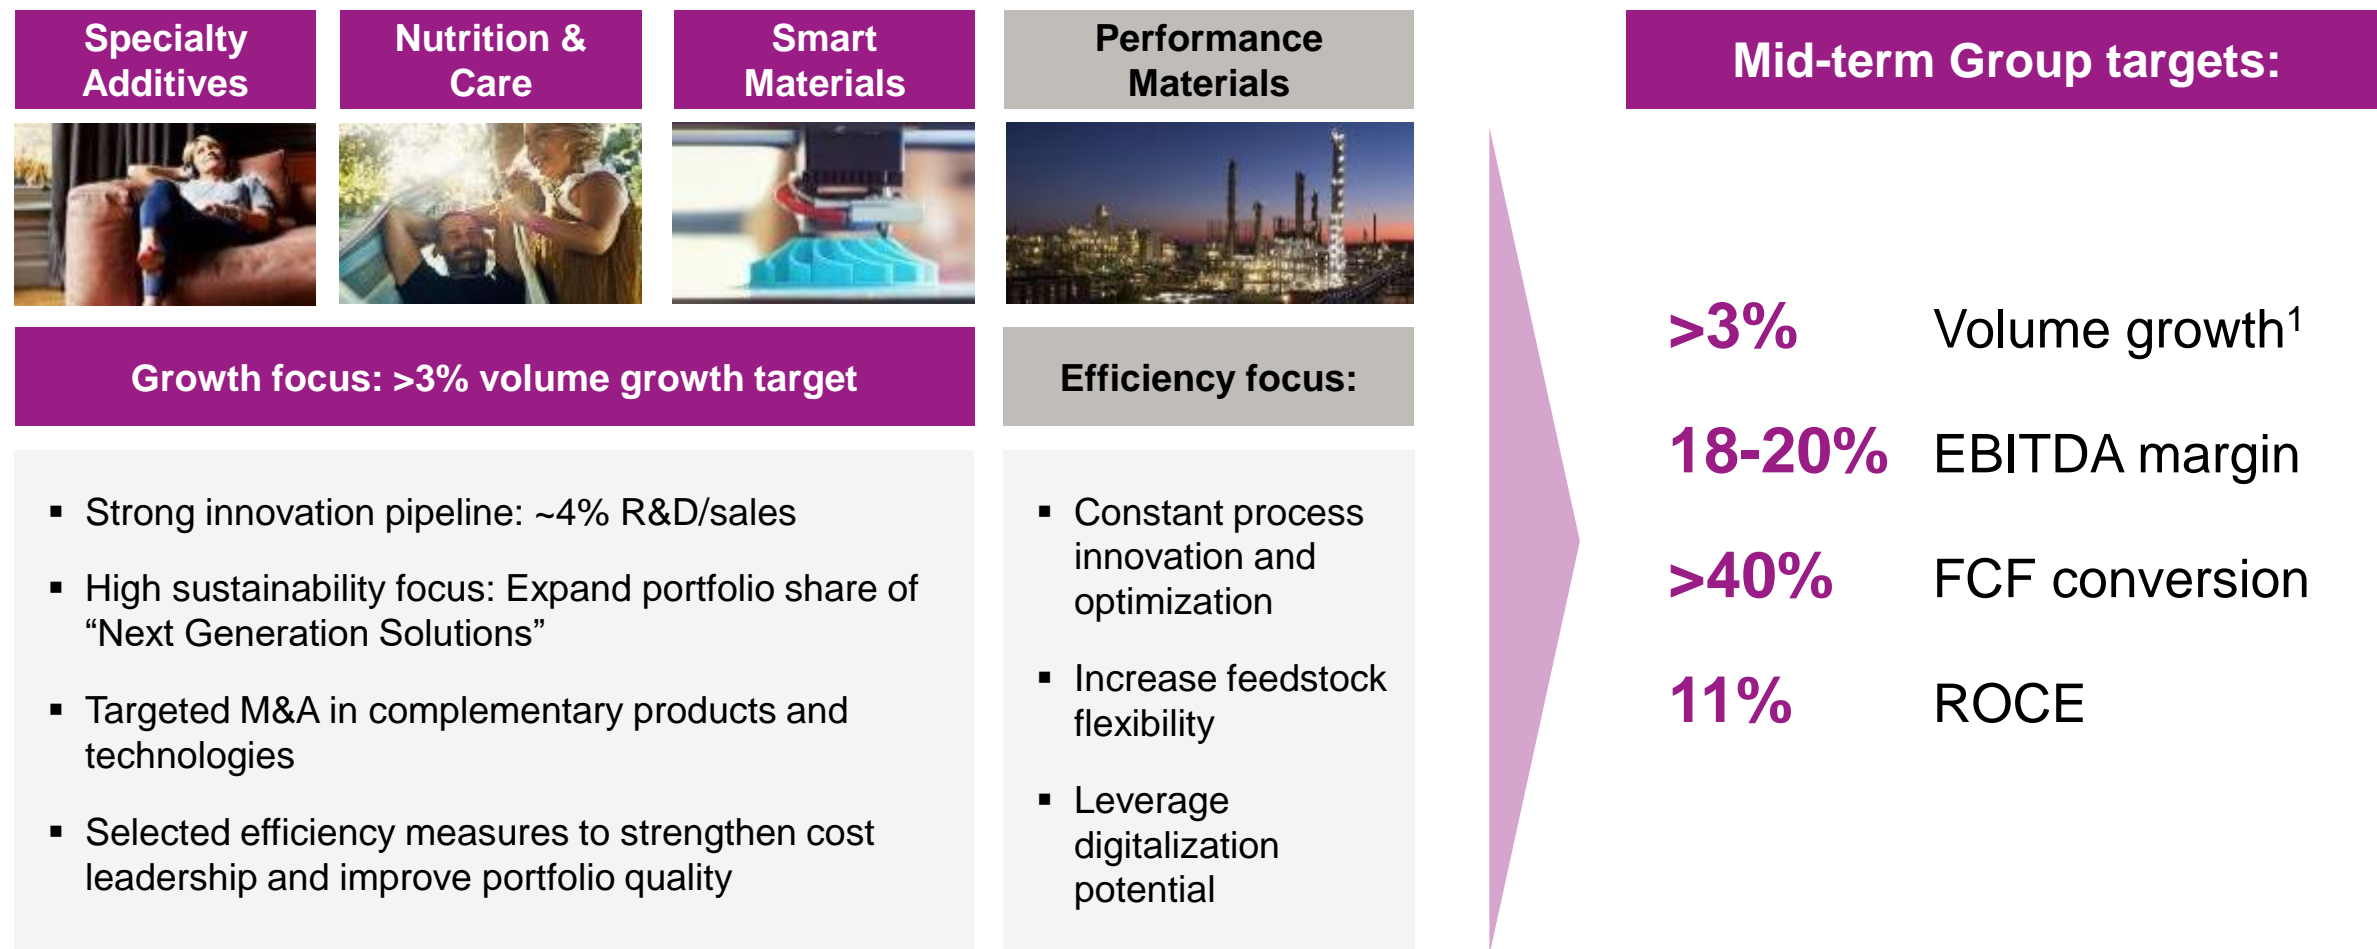 Specialty
Additives
Nutrition &
Care
Smart
Materials
Performance
Materials
Growth focus: >3% volume growth target
Efficiency focus:
▪ Strong innovation pipeline: ~4% R&D/sales
▪ High sustainability focus: Expand portfolio share of
“Next Generation Solutions”
▪ Targeted M&A in complementary products and
technologies
▪ Selected efficiency measures to strengthen cost
leadership and improve portfolio quality
▪ Constant process
innovation and
optimization
▪ Increase feedstock
flexibility
▪ Leverage
digitalization
potential
Mid-term Group targets:
>3% Volume growth¹
18-20% EBITDA margin
>40% FCF conversion
11% ROCE